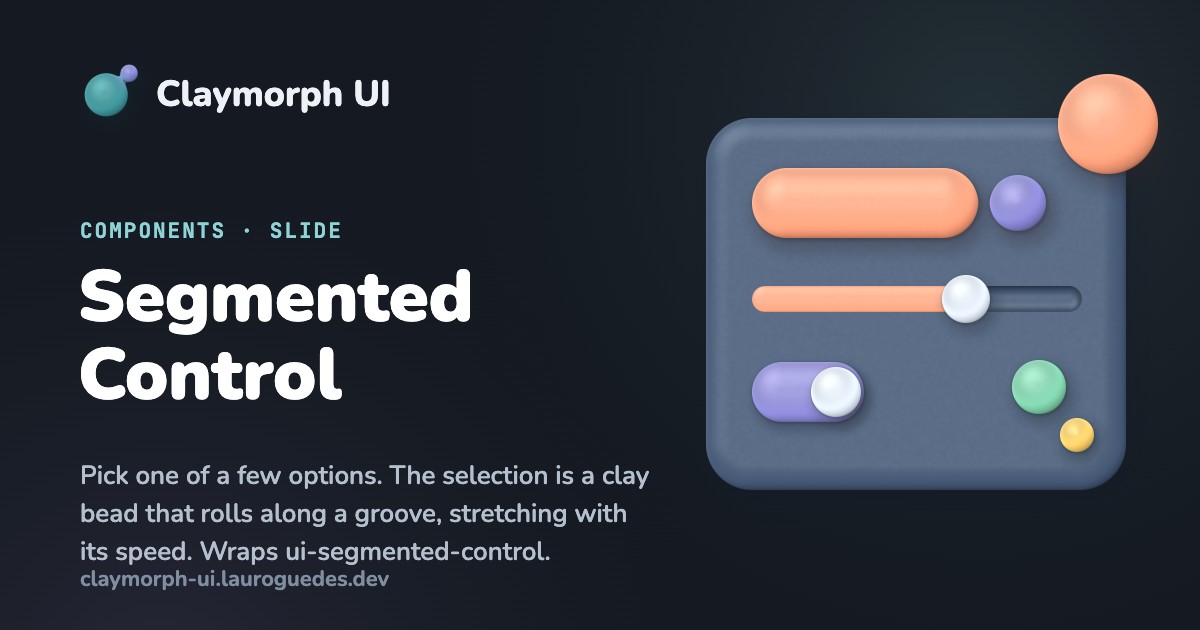 Claymorph UI
COMPONENTS · SLIDE
Segmented
Control
Pick one of a few options. The selection is a clay
bead that rolls along a groove, stretching with
its speed. Wraps ui-segmented-control.
claymorph-ui.lauroguedes.dev